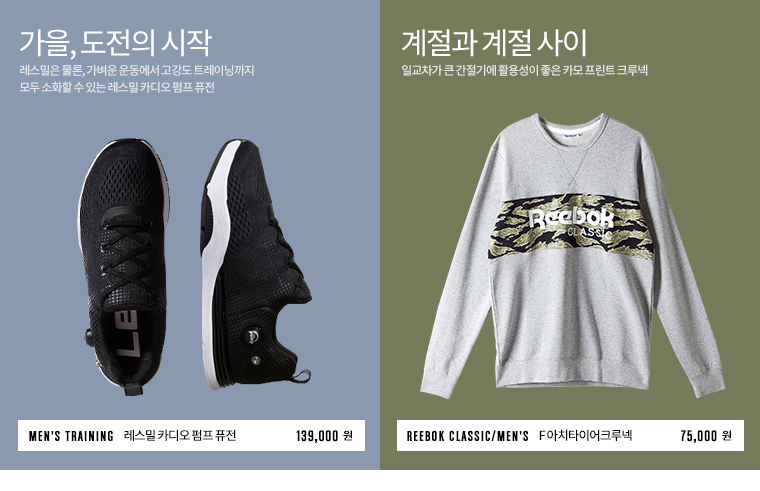 가을, 도전의 시작
레스밀은 물론, 가벼운 운동에서 고강도 트레이닝까지
모두 소화할 수 있는 레스밀 카디오 펌프 퓨전
LE
MEN'S TRAINING 레스밀 카디오 펌프 퓨전 139,000 원
계절과 계절 사이
일교차가 큰 간절기에 활용성이 좋은 카모 프린트 크루넥
Reebok
CLASSIC
REEBOK CLASSIC/MEN'S F 아치타이어크루넥 75,000 원